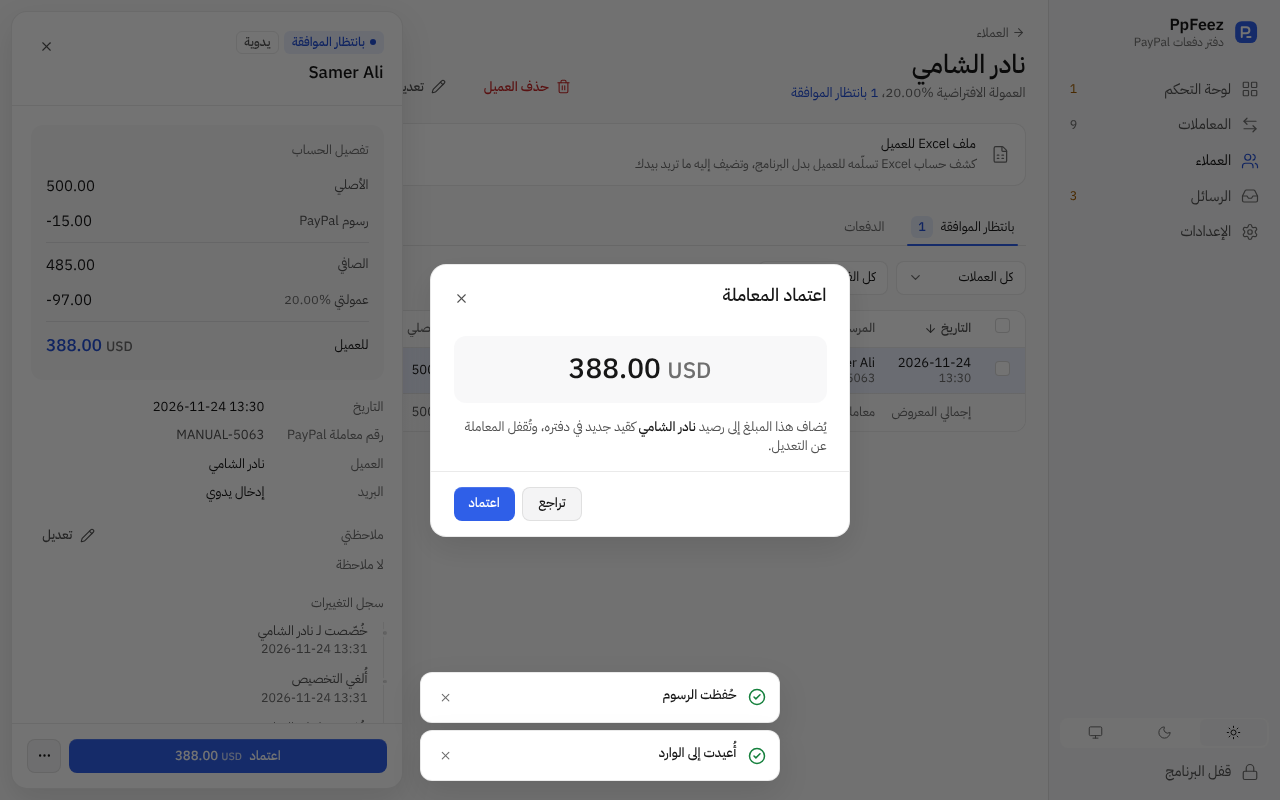 PpFeez
دفتر دفعات PayPal
لوحة التحكم
1
المعاملات
9
العملاء
الرسائل
3
الإعدادات
قفل البرنامج
العملاء
نادر الشامي
العمولة الافتراضية 20.00%، 1 بانتظار الموافقة
حذف العميل
ملف Excel للعميل
كشف حساب Excel تسلّمه للعميل بدل البرنامج، وتضيف إليه ما تريد بيدك
بانتظار الموافقة 1
الدفعات
كل العملات
التاريخ
2026-11-24
13:30
إجمالي المعروض
اعتماد المعاملة
388.00 USD
يُضاف هذا المبلغ إلى رصيد نادر الشامي كقيد جديد في دفتره، وتُقفل المعاملة
عن التعديل.
تراجع
اعتماد
حُفظت الرسوم
أُعيدت إلى الوارد
بانتظار الموافقة
يدوية
Samer Ali
تفصيل الحساب
الأصلي
500.00
رسوم PayPal
-15.00
الصافي
485.00
عمولتي 20.00%
-97.00
للعميل
388.00 USD
التاريخ
2026-11-24 13:30
رقم معاملة PayPal
MANUAL-5063
العميل
نادر الشامي
البريد
إدخال يدوي
ملاحظتي
تعديل
لا ملاحظة
سجل التغييرات
خُصّصت لـ نادر الشامي
2026-11-24 13:31
أُلغي التخصيص
2026-11-24 13:31
اعتماد 388.00 USD